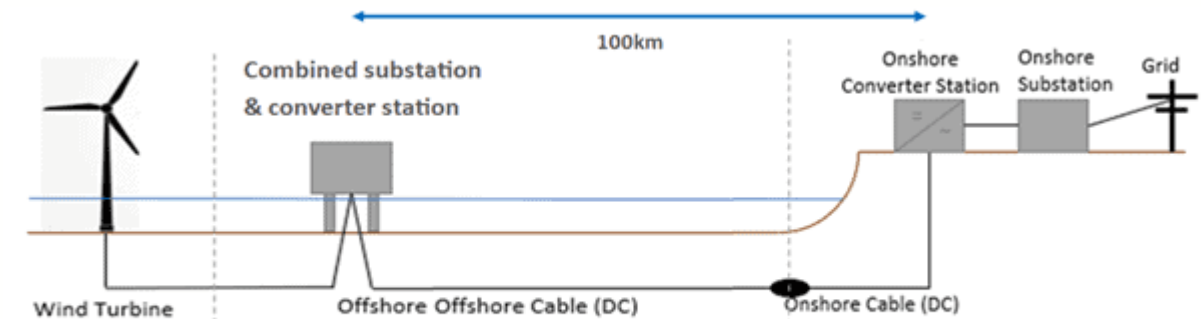 100km
Combined substation
& converter station
Onshore
Converter Station
Onshore
Substation
Grid
=
~
Wind Turbine
Offshore Offshore Cable (DC)
Onshore Cable (DC)